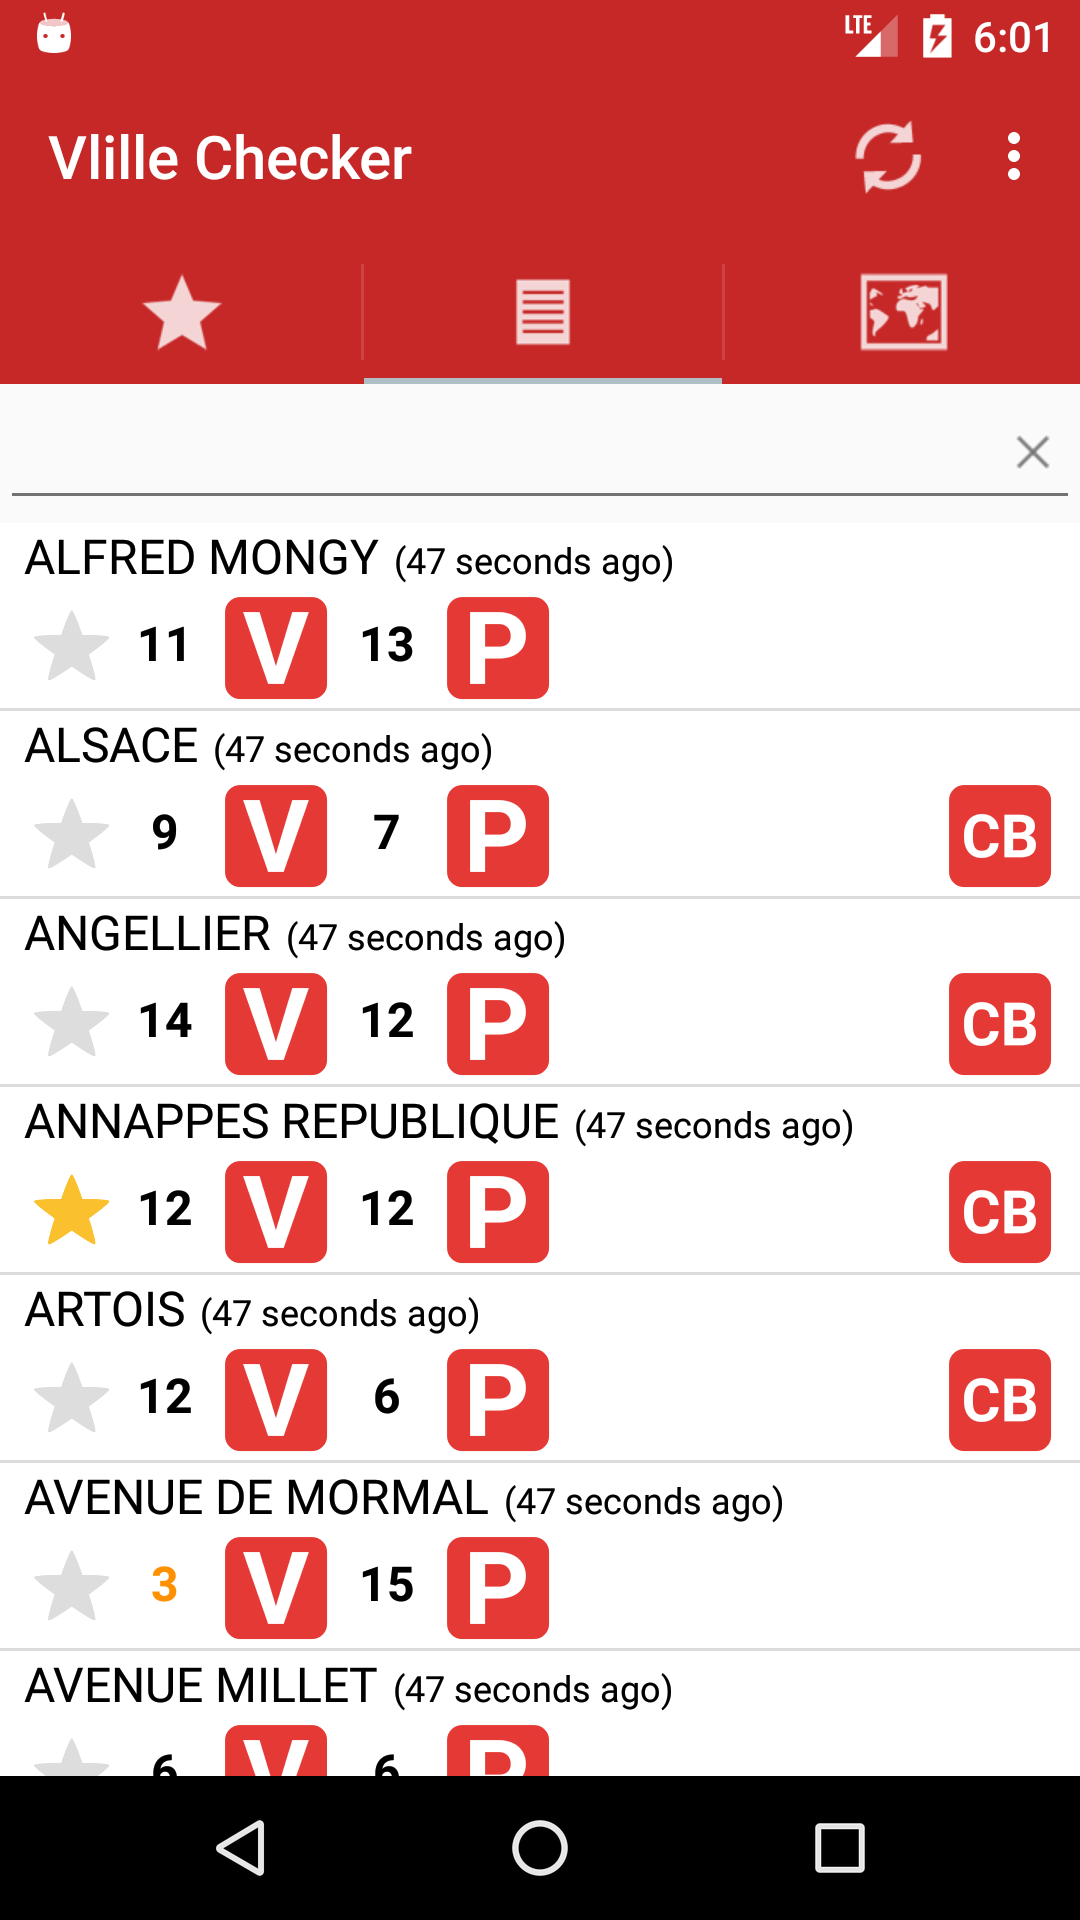 LTE 6:01
Vlille Checker
ALFRED MONGY (47 seconds ago)
11 V 13 P
ALSACE (47 seconds ago)
9 V 7 P CB
ANGELLIER (47 seconds ago)
14 V 12 P CB
ANNAPPES REPUBLIQUE (47 seconds ago)
12 V 12 P CB
ARTOIS (47 seconds ago)
12 V 6 P CB
AVENUE DE MORMAL (47 seconds ago)
3 V 15 P
AVENUE MILLET (47 seconds ago)
6 V 6 P